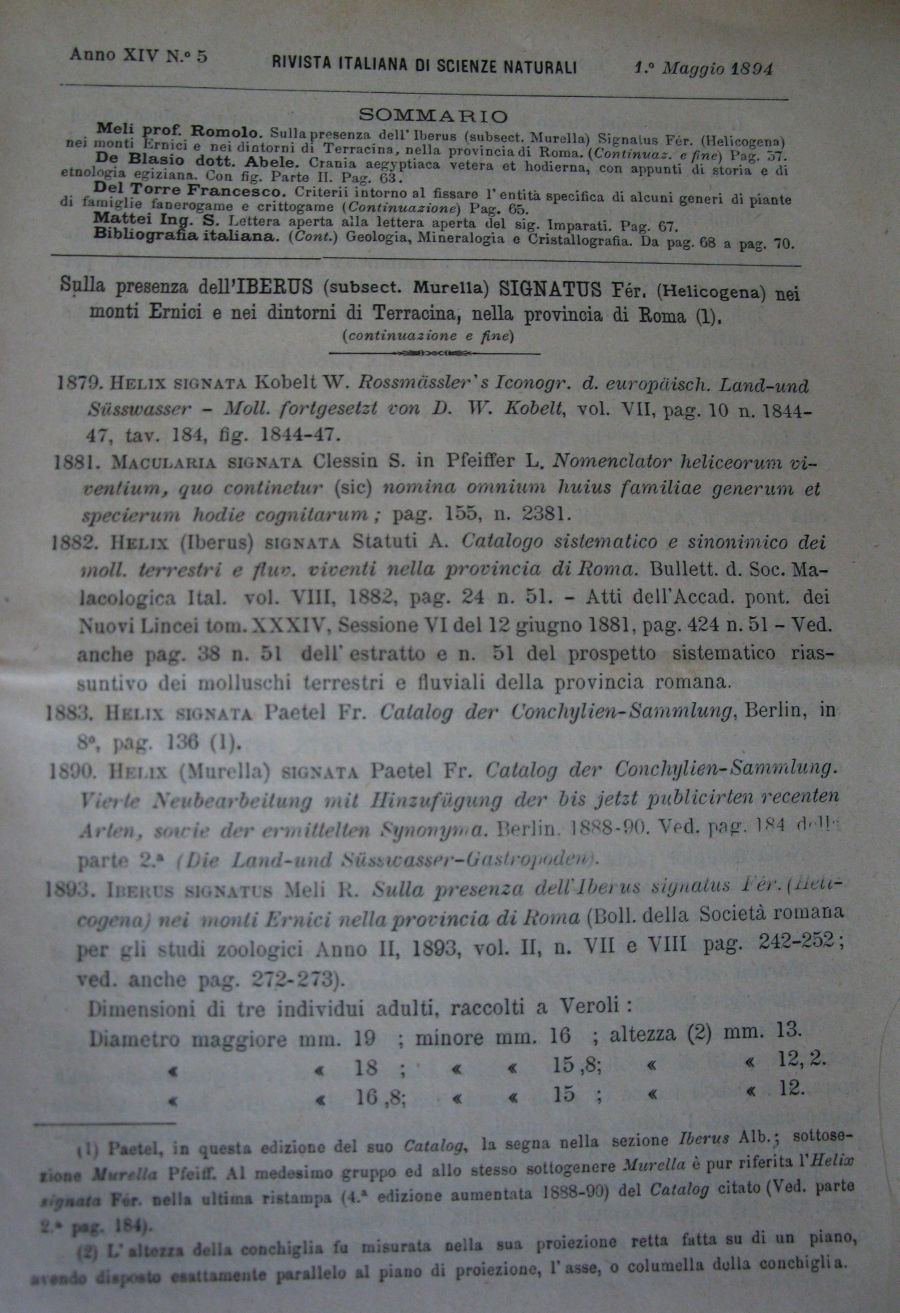 Anno XIV N.º 5 RIVISTA ITALIANA DI SCIENZE NATURALI 1.º Maggio 1894
SOMMARIO
Meli prof. Romolo. Sulla presenza dell' Iberus (subsect. Murella) Signatus Fér. (Helicogena)
nei monti Ernici e nei dintorni di Terracina, nella provincia di Roma. (Continuaz. e fine) Pag. 57.
De Blasio dott. Abele. Crania aegyptiaca vetera et hodierna, con appunti di storia e di
etnologia egiziana. Con fig. Parte II. Pag. 63.
Del Torre Francesco. Criterii intorno al fissare l' entità specifica di alcuni generi di piante
di famiglie fanerogame e crittogame (Continuazione) Pag. 65.
Mattei Ing. S. Lettera aperta alla lettera aperta del sig. Imparati. Pag. 67.
Bibliografia italiana. (Cont.) Geologia, Mineralogia e Cristallografia. Da pag. 68 a pag. 70.
Sulla presenza dell'IBERUS (subsect. Murella) SIGNATUS Fér. (Helicogena) nei
monti Ernici e nei dintorni di Terracina, nella provincia di Roma (1).
(continuazione e fine)
1879. HELIX SIGNATA Kobelt W. Rossmässler's Iconogr. d. europäisch. Land-und
Süsswasser - Moll. fortgesetzt von D. W. Kobelt, vol. VII, pag. 10 n. 1844-
47, tav. 184, fig. 1844-47.
1881. MACULARIA SIGNATA Clessin S. in Pfeiffer L. Nomenclator heliceorum vi-
ventium, quo continetur (sic) nomina omnium huius familiae generum et
specierum hodie cognitarum ; pag. 155, n. 2381.
1882. HELIX (Iberus) SIGNATA Statuti A. Catalogo sistematico e sinonimico dei
moll. terrestri e fluv. viventi nella provincia di Roma. Bullett. d. Soc. Ma-
lacologica Ital. vol. VIII, 1882, pag. 24 n. 51. - Atti dell'Accad. pont. dei
Nuovi Lincei tom. XXXIV, Sessione VI del 12 giugno 1881, pag. 424 n. 51 - Ved.
anche pag. 38 n. 51 dell' estratto e n. 51 del prospetto sistematico rias-
suntivo dei molluschi terrestri e fluviali della provincia romana.
1883. HELIX SIGNATA Paetel Fr. Catalog der Conchylien-Sammlung, Berlin, in
8º, pag. 136 (1).
1890. HELIX (Murella) SIGNATA Paetel Fr. Catalog der Conchylien-Sammlung.
Vierte Neubearbeitung mit Hinzufügung der bis jetzt publicirten recenten
Arten, sowie der ermittelten Synonyma. Berlin. 1888-90. Ved. pag. 184 della
parte 2.ª (Die Land-und Süsswasser-Gastropoden).
1893. IBERUS SIGNATUS Meli R. Sulla presenza dell'Iberus signatus Fér. (Heli-
cogena) nei monti Ernici nella provincia di Roma (Boll. della Società romana
per gli studi zoologici Anno II, 1893, vol. II, n. VII e VIII pag. 242-252 ;
ved. anche pag. 272-273).
Dimensioni di tre individui adulti, raccolti a Veroli :
Diametro maggiore mm. 19 ; minore mm. 16 ; altezza (2) mm. 13.
« « 18 ; « « 15 ,8; « « 12, 2.
« « 16 ,8; « « 15 ; « « 12.
(1) Paetel, in questa edizione del suo Catalog, la segna nella sezione Iberus Alb.; sottose-
zione Murella Pfeiff. Al medesimo gruppo ed allo stesso sottogenere Murella è pur riferita l'Helix
signata Fér. nella ultima ristampa (4.ª edizione aumentata 1888-90) del Catalog citato (Ved. parte
2.ª pag. 184).
(2) L' altezza della conchiglia fu misurata nella sua proiezione retta fatta su di un piano,
avendo disposto esattamente parallelo al piano di proiezione, l' asse, o columella della conchiglia.